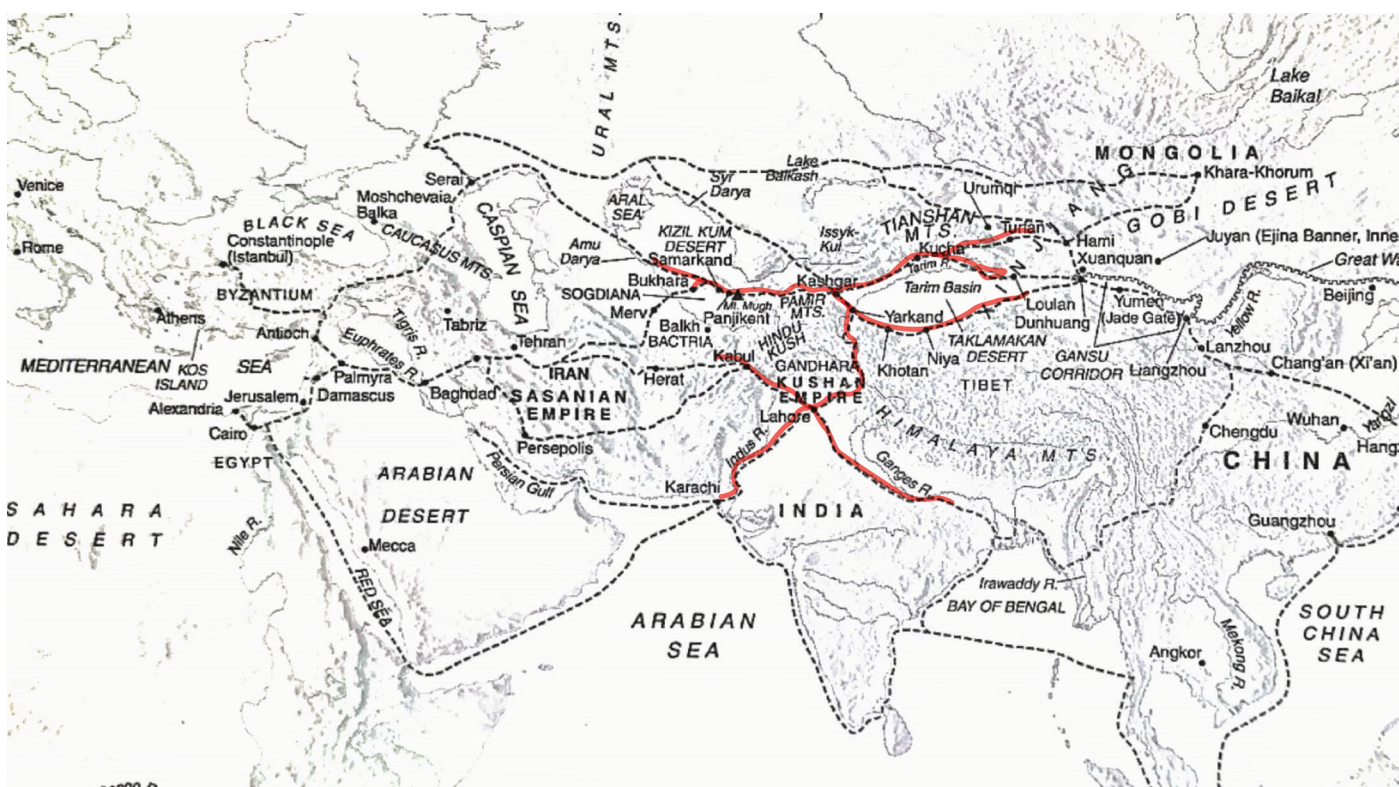 URAL MTS.
Lake
Baikal
MONGOLIA
Khara-Khorum
Lake
Balkash
Syr
Darya
Venice
Serai
Moshchevaia
Balka
ARAL
SEA
Urumqi
GOBI DESERT
BLACK SEA
CASPIAN SEA
KIZIL KUM
DESERT
Issyk-
Kul
TIANSHAN
MTS.
Turfan
XINJIANG
Hami
Juyan (Ejina Banner, Inne
Rome
Constantinople
(Istanbul)
CAUCASUS MTS.
Amu
Darya
Samarkand
Kucha
Xuanquan
Great W
Tarim R.
Bukhara
Kashgar
Tarim Basin
BYZANTIUM
SOGDIANA
Mt. Mugh
PAMIR
MTS.
Loulan
Yumen
(Jade Gate)
Beijing
Athens
Merv
Panjikent
Yarkand
Dunhuang
Yellow R.
Antioch
Tigris R.
Tabriz
Balkh
BACTRIA
HINDU
KUSH
TAKLAMAKAN
DESERT
Euphrates R.
Tehran
Kabul
Niya
GANSU
CORRIDOR
Lanzhou
MEDITERRANEAN SEA
KOS
ISLAND
Palmyra
IRAN
Herat
GANDHARA
Khotan
Liangzhou
Chang'an (Xi'an)
Jerusalem
Damascus
Baghdad
SASANIAN
EMPIRE
KUSHAN
EMPIRE
TIBET
Alexandria
Lahore
HIMALAYA MTS
Wuhan
Yangzi
Cairo
Persepolis
Indus R.
Chengdu
Hang
EGYPT
ARABIAN
DESERT
Persian Gulf
Karachi
Ganges R.
CHINA
SAHARA
DESERT
Nile R.
INDIA
Guangzhou
Mecca
RED SEA
Irrawaddy R.
BAY OF BENGAL
ARABIAN
SEA
SOUTH
CHINA
SEA
Angkor
Mekong R.